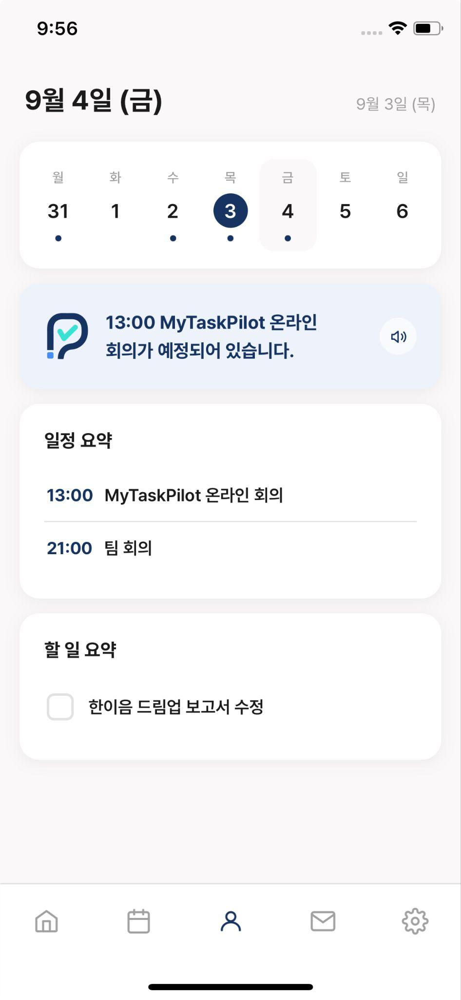 9:56
9월 4일 (금)
9월 3일 (목)
월 화 수 목 금 토 일
31 1 2 3 4 5 6
13:00 MyTaskPilot 온라인
회의가 예정되어 있습니다.
일정 요약
13:00 MyTaskPilot 온라인 회의
21:00 팀 회의
할 일 요약
한이음 드림업 보고서 수정